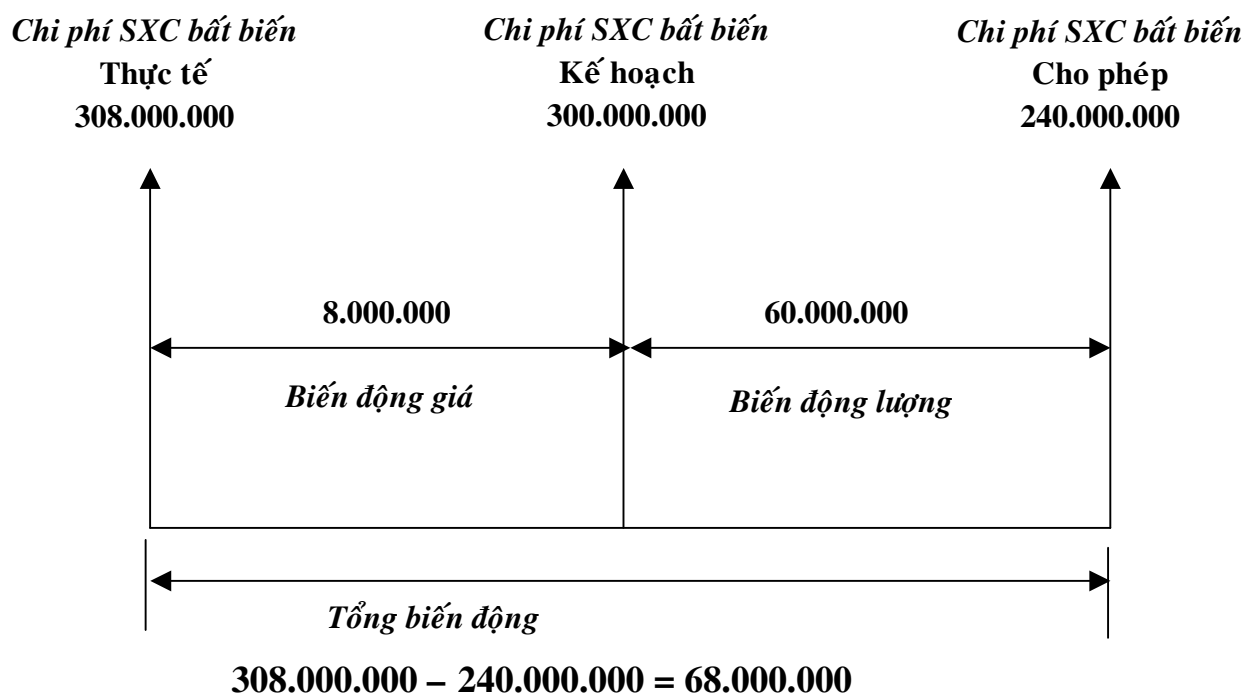 Chi phí SXC bất biến
Thực tế
308.000.000
Chi phí SXC bất biến
Kế hoạch
300.000.000
Chi phí SXC bất biến
Cho phép
240.000.000
8.000.000
60.000.000
Biến động giá
Biến động lượng
Tổng biến động
308.000.000 – 240.000.000 = 68.000.000